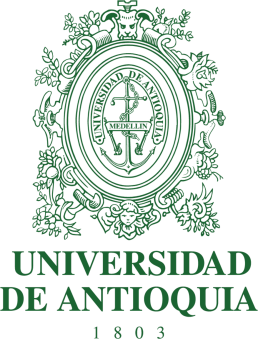 UNIVERSIDAD DE ANTIOQUIA
MEDELLIN
UNIVERSIDAD
DE ANTIOQUIA
1803